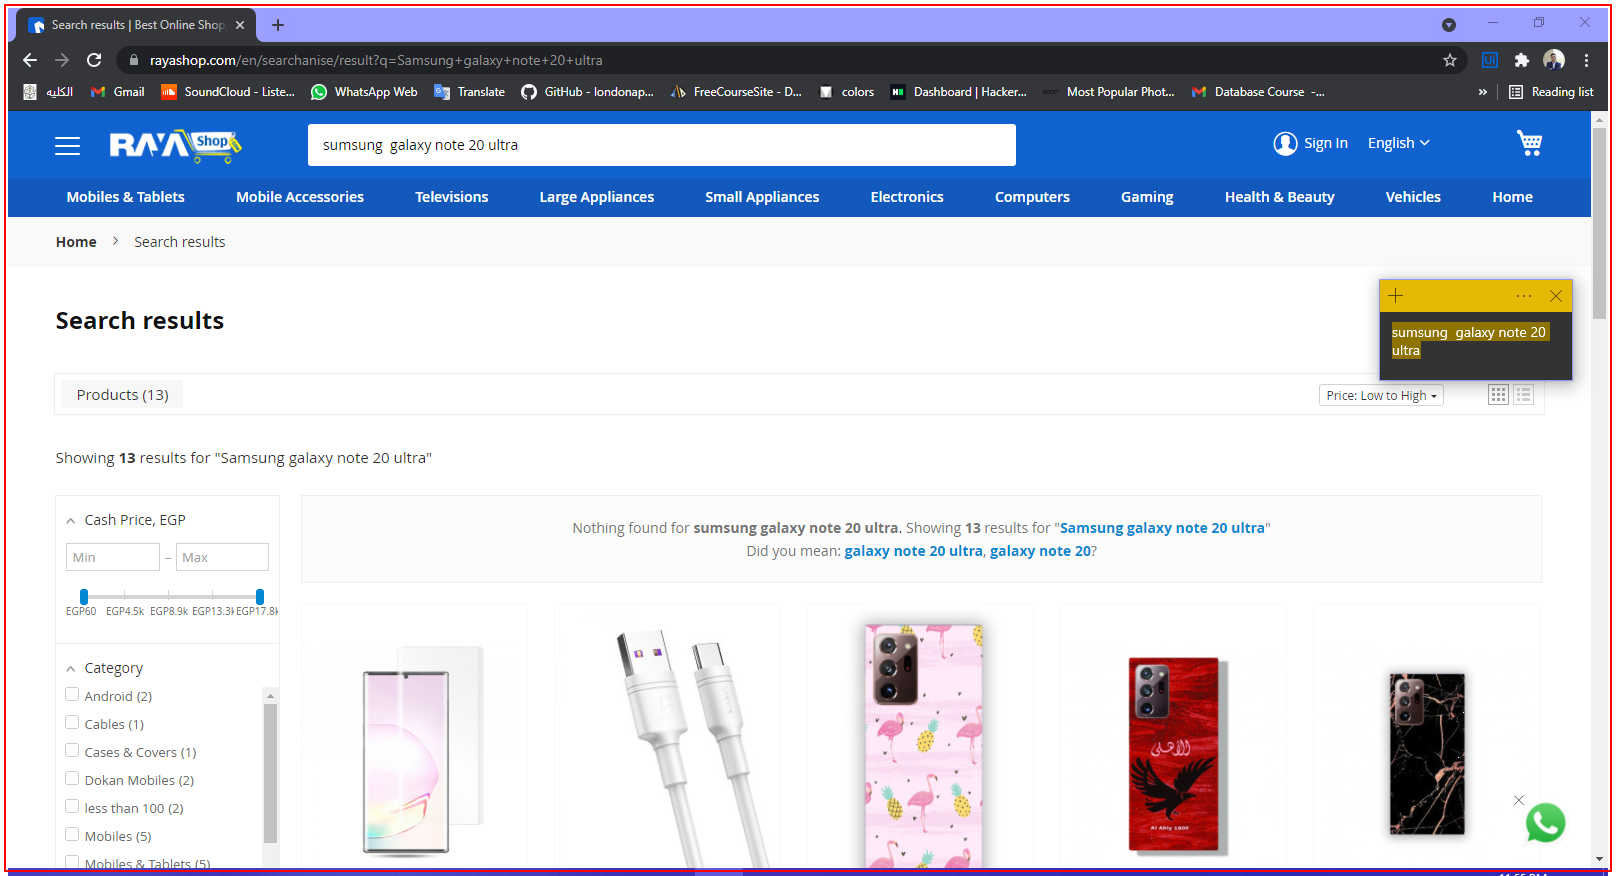 Search results | Best Online Shop
rayashop.com/en/searchanise/result?q=Samsung+galaxy+note+20+ultra
الكليه
Gmail
SoundCloud - Liste...
WhatsApp Web
Translate
GitHub - londonap...
FreeCourseSite - D...
colors
Dashboard | Hacker...
Most Popular Phot...
Database Course -...
»
Reading list
RAYA Shop
sumsung  galaxy note 20 ultra
Sign In
English
Mobiles & Tablets
Mobile Accessories
Televisions
Large Appliances
Small Appliances
Electronics
Computers
Gaming
Health & Beauty
Vehicles
Home
Home > Search results
sumsung  galaxy note 20
ultra
Search results
Products (13)
Price: Low to High
Showing 13 results for "Samsung galaxy note 20 ultra"
Cash Price, EGP
Min – Max
EGP60 EGP4.5k EGP8.9k EGP13.3k EGP17.8k
Nothing found for sumsung galaxy note 20 ultra. Showing 13 results for "Samsung galaxy note 20 ultra"
Did you mean: galaxy note 20 ultra, galaxy note 20?
Category
Android (2)
Cables (1)
Cases & Covers (1)
Dokan Mobiles (2)
less than 100 (2)
Mobiles (5)
Mobiles & Tablets (5)
الاهلى
Al Ahly 1907